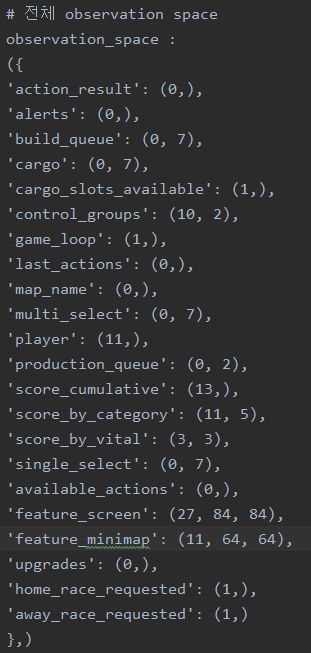 # 전체 observation space
observation_space :
({
'action_result': (0,),
'alerts': (0,),
'build_queue': (0, 7),
'cargo': (0, 7),
'cargo_slots_available': (1,),
'control_groups': (10, 2),
'game_loop': (1,),
'last_actions': (0,),
'map_name': (0,),
'multi_select': (0, 7),
'player': (11,),
'production_queue': (0, 2),
'score_cumulative': (13,),
'score_by_category': (11, 5),
'score_by_vital': (3, 3),
'single_select': (0, 7),
'available_actions': (0,),
'feature_screen': (27, 84, 84),
'feature_minimap': (11, 64, 64),
'upgrades': (0,),
'home_race_requested': (1,),
'away_race_requested': (1,)
},)